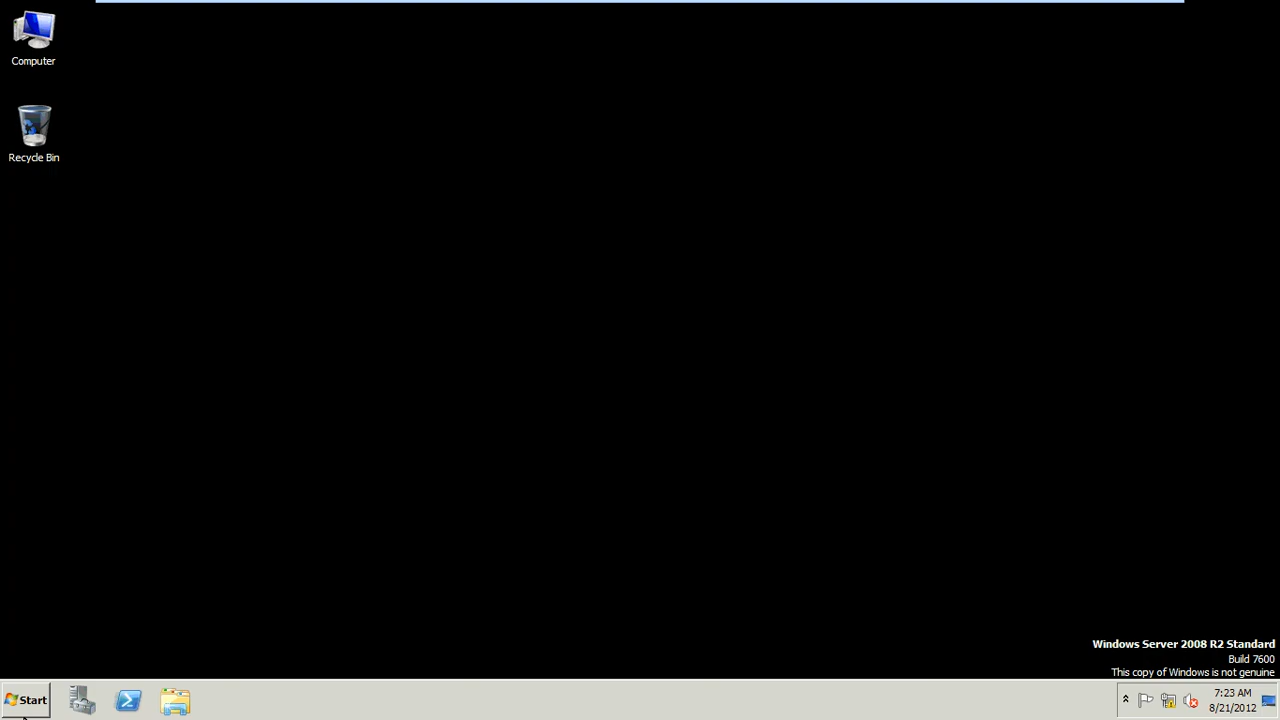 Computer
Recycle Bin
Windows Server 2008 R2 Standard
Build 7600
This copy of Windows is not genuine
Start
7:23 AM
8/21/2012